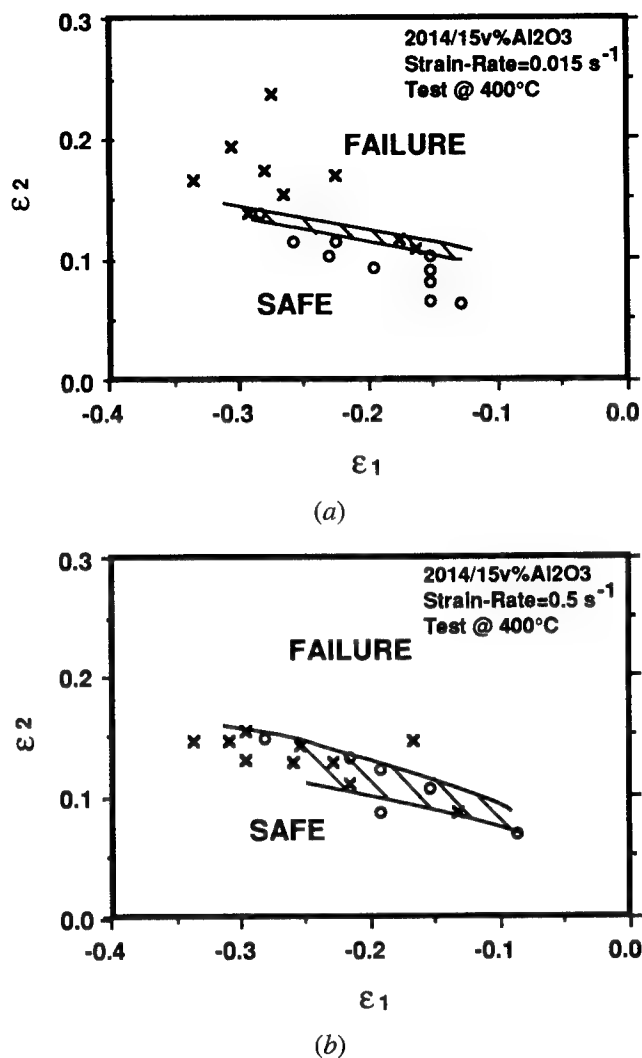 0.3
2014/15v%Al2O3
Strain-Rate=0.015 s-1
Test @ 400°C
FAILURE
0.2
ε2
0.1
SAFE
0.0
-0.4 -0.3 -0.2 -0.1 0.0
ε1
(a)
0.3
2014/15v%Al2O3
Strain-Rate=0.5 s-1
Test @ 400°C
FAILURE
0.2
ε2
0.1
SAFE
0.0
-0.4 -0.3 -0.2 -0.1 0.0
ε1
(b)